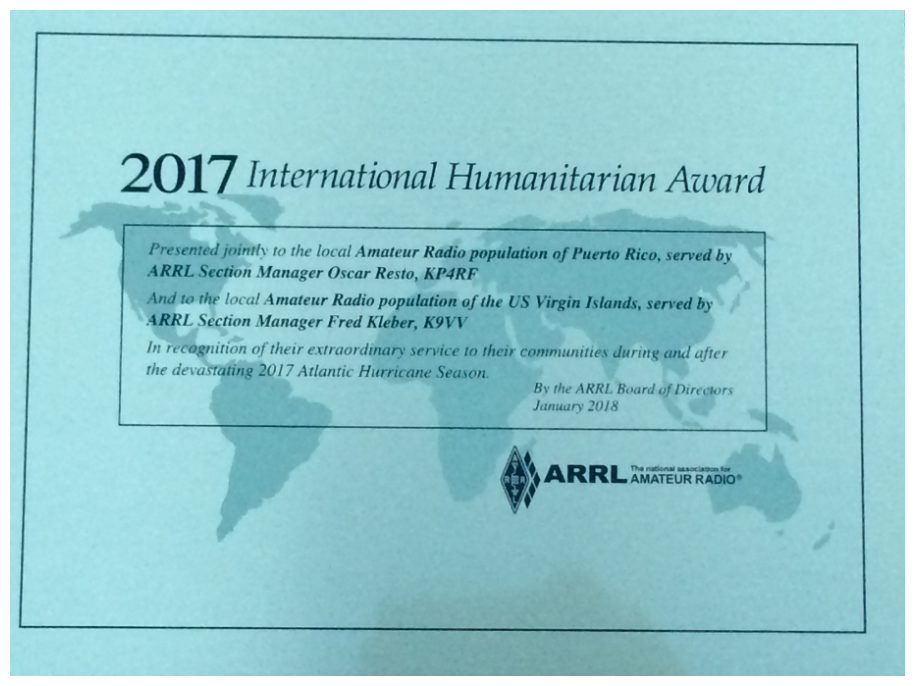 2017 International Humanitarian Award
Presented jointly to the local Amateur Radio population of Puerto Rico, served by
ARRL Section Manager Oscar Resto, KP4RF
And to the local Amateur Radio population of the US Virgin Islands, served by
ARRL Section Manager Fred Kleber, K9VV
In recognition of their extraordinary service to their communities during and after
the devastating 2017 Atlantic Hurricane Season.
By the ARRL Board of Directors
January 2018
ARRL The national association for
AMATEUR RADIO®